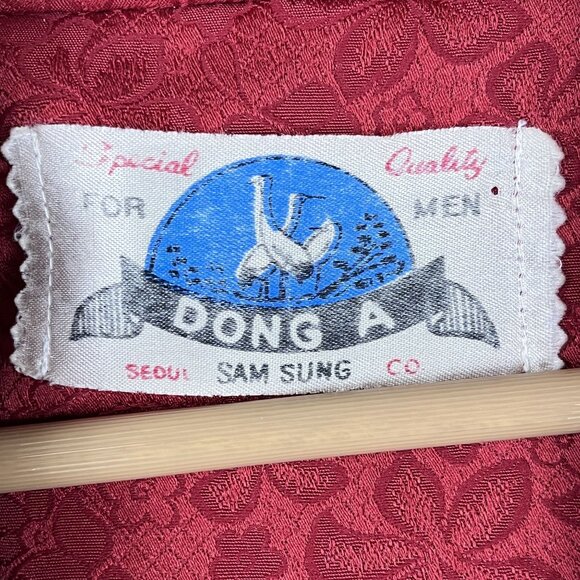 Special Quality
FOR MEN
DONG A
SEOUL SAM SUNG CO